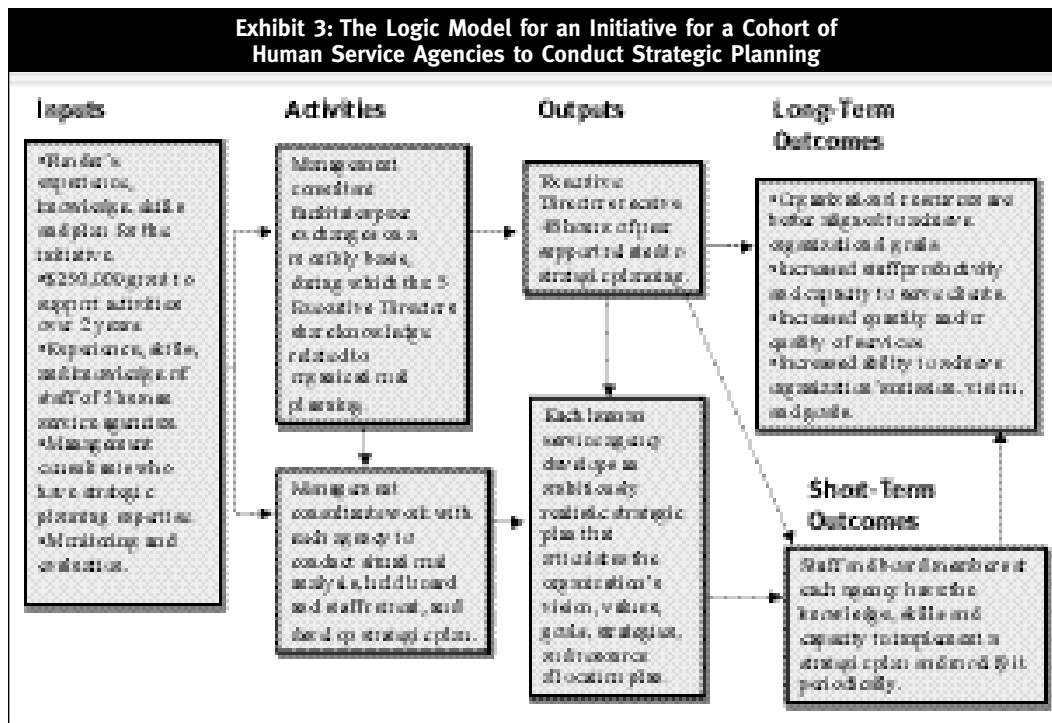 Exhibit 3: The Logic Model for an Initiative for a Cohort of
Human Service Agencies to Conduct Strategic Planning
Inputs
•Funder's
experience,
knowledge, skills
and plan for the
initiative.
•$250,000 grant to
support activities
over 2 years
•Experience, skills,
and knowledge of
staff of 5 human
service agencies.
•Management
consultants who
have strategic
planning expertise.
•Monitoring and
evaluation.
Activities
Management
consultant
facilitates peer
exchanges on a
monthly basis,
during which the 5
Executive Directors
share knowledge
related to
organizational
planning.
Management
consultants work with
each agency to
conduct situational
analysis, hold board
and staff retreat, and
develop strategic plan.
Outputs
Executive
Directors receive
48 hours of peer
supported
strategic planning.
Each human
service agency
develops an
ambitiously
realistic strategic
plan that
articulates the
organization's
vision, values,
goals, strategies,
and resource
allocation plan.
Long-Term
Outcomes
•Organizational resources are
better aligned to achieve
organizational goals.
•Increased staff productivity
and capacity to serve clients.
•Increased quantity and/or
quality of services.
•Increased ability to achieve
organization's mission, vision,
and goals.
Short-Term
Outcomes
Staff and board members at
each agency have the
knowledge, skills and
capacity to implement a
strategic plan and modify it
periodically.